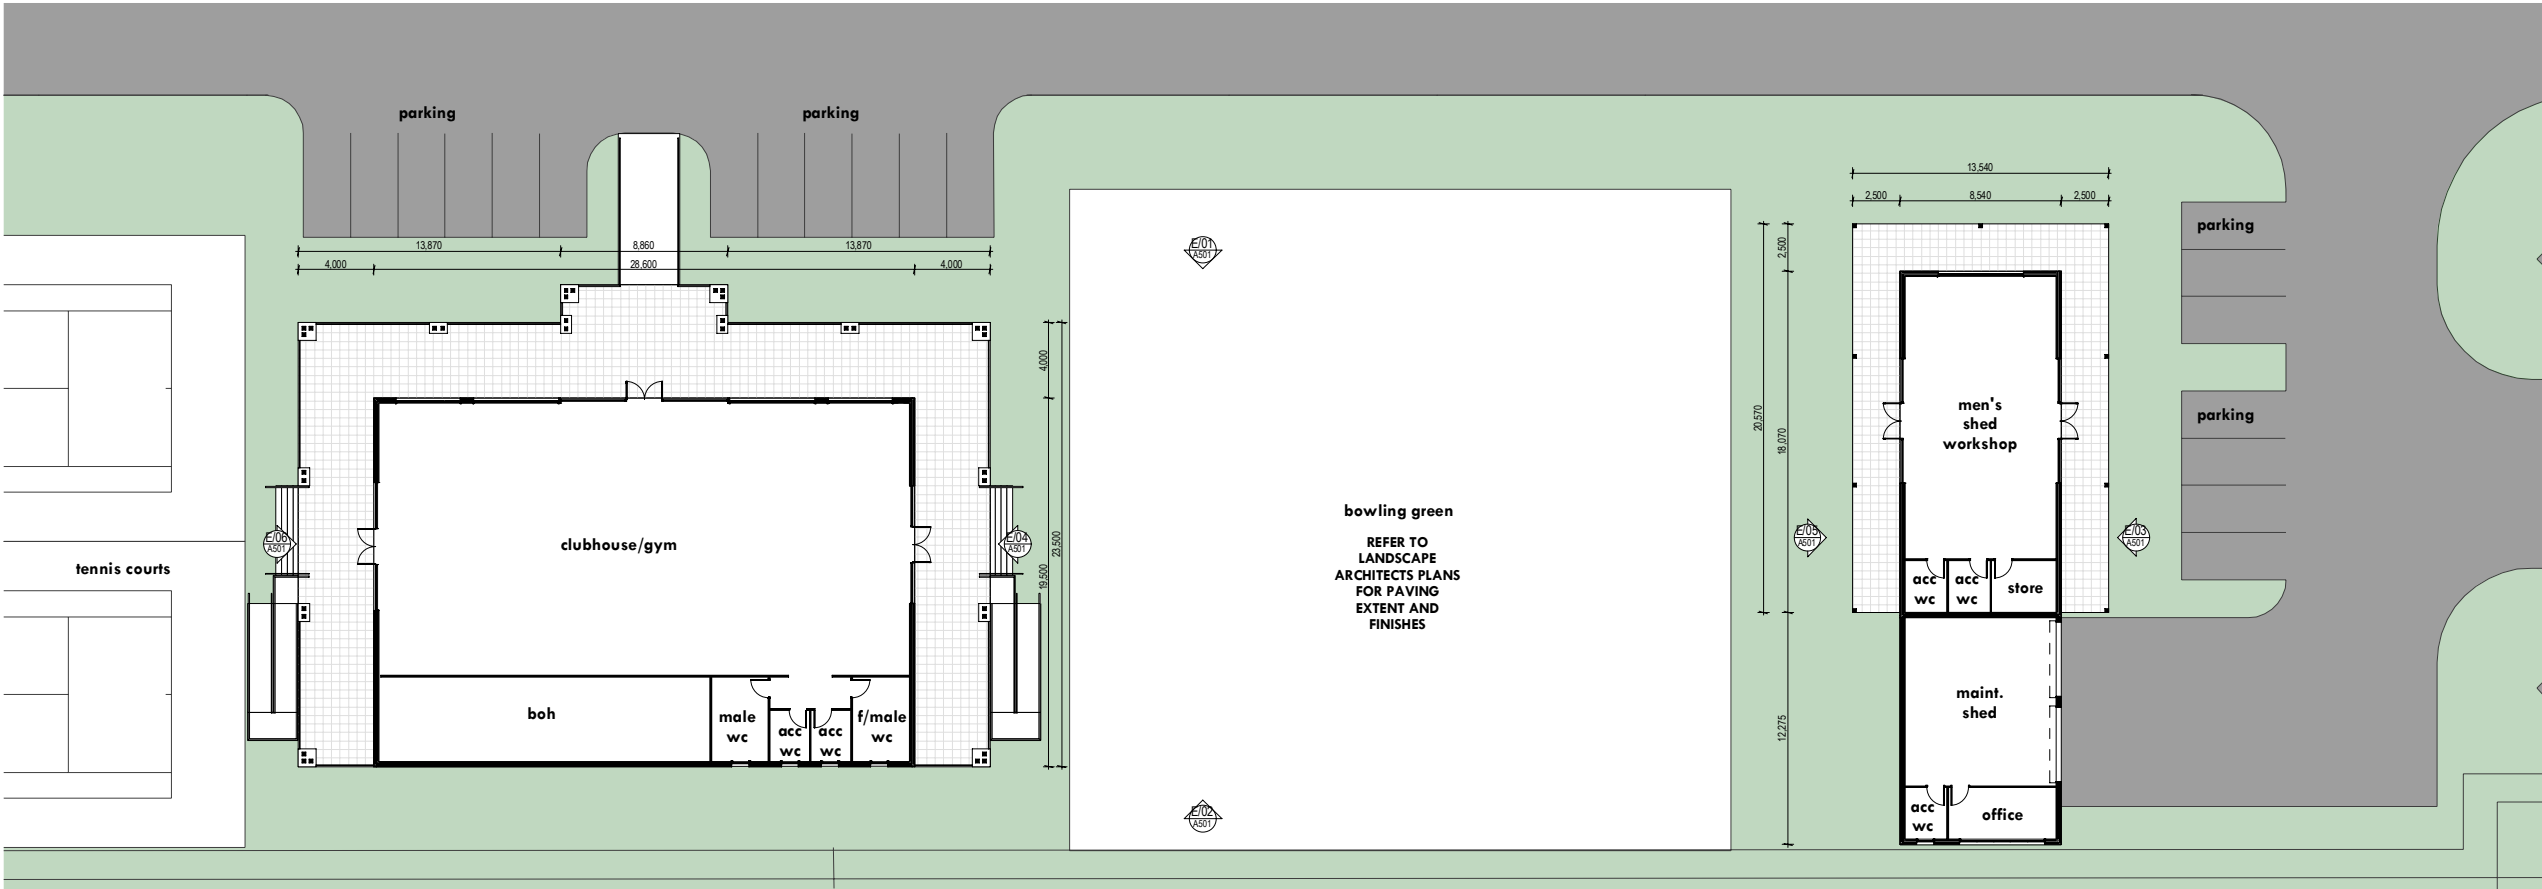 parking
parking
13,540
2,500
8,540
2,500
parking
13,870
8,860
13,870
4,000
28,600
4,000
E/01
A501
2,500
4,000
20,570
18,070
men's
shed
workshop
parking
bowling green
REFER TO
LANDSCAPE
ARCHITECTS PLANS
FOR PAVING
EXTENT AND
FINISHES
clubhouse/gym
E/06
A501
E/04
A501
23,500
19,500
E/05
A501
E/03
A501
tennis courts
acc
wc
acc
wc
store
boh
male
wc
acc
wc
acc
wc
f/male
wc
maint.
shed
12,275
E/02
A501
acc
wc
office